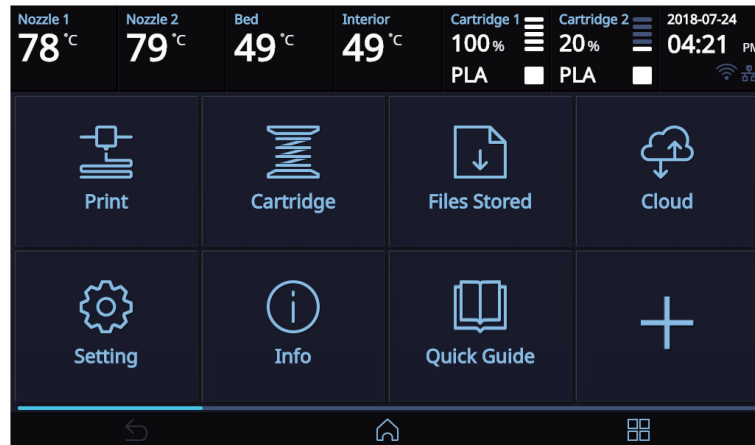 Nozzle 1 Nozzle 2 Bed Interior Cartridge 1 Cartridge 2 2018-07-24
78 °C 79 °C 49 °C 49 °C 100 % 20 % 04:21 PM
PLA PLA
Print Cartridge Files Stored Cloud
Setting Info Quick Guide